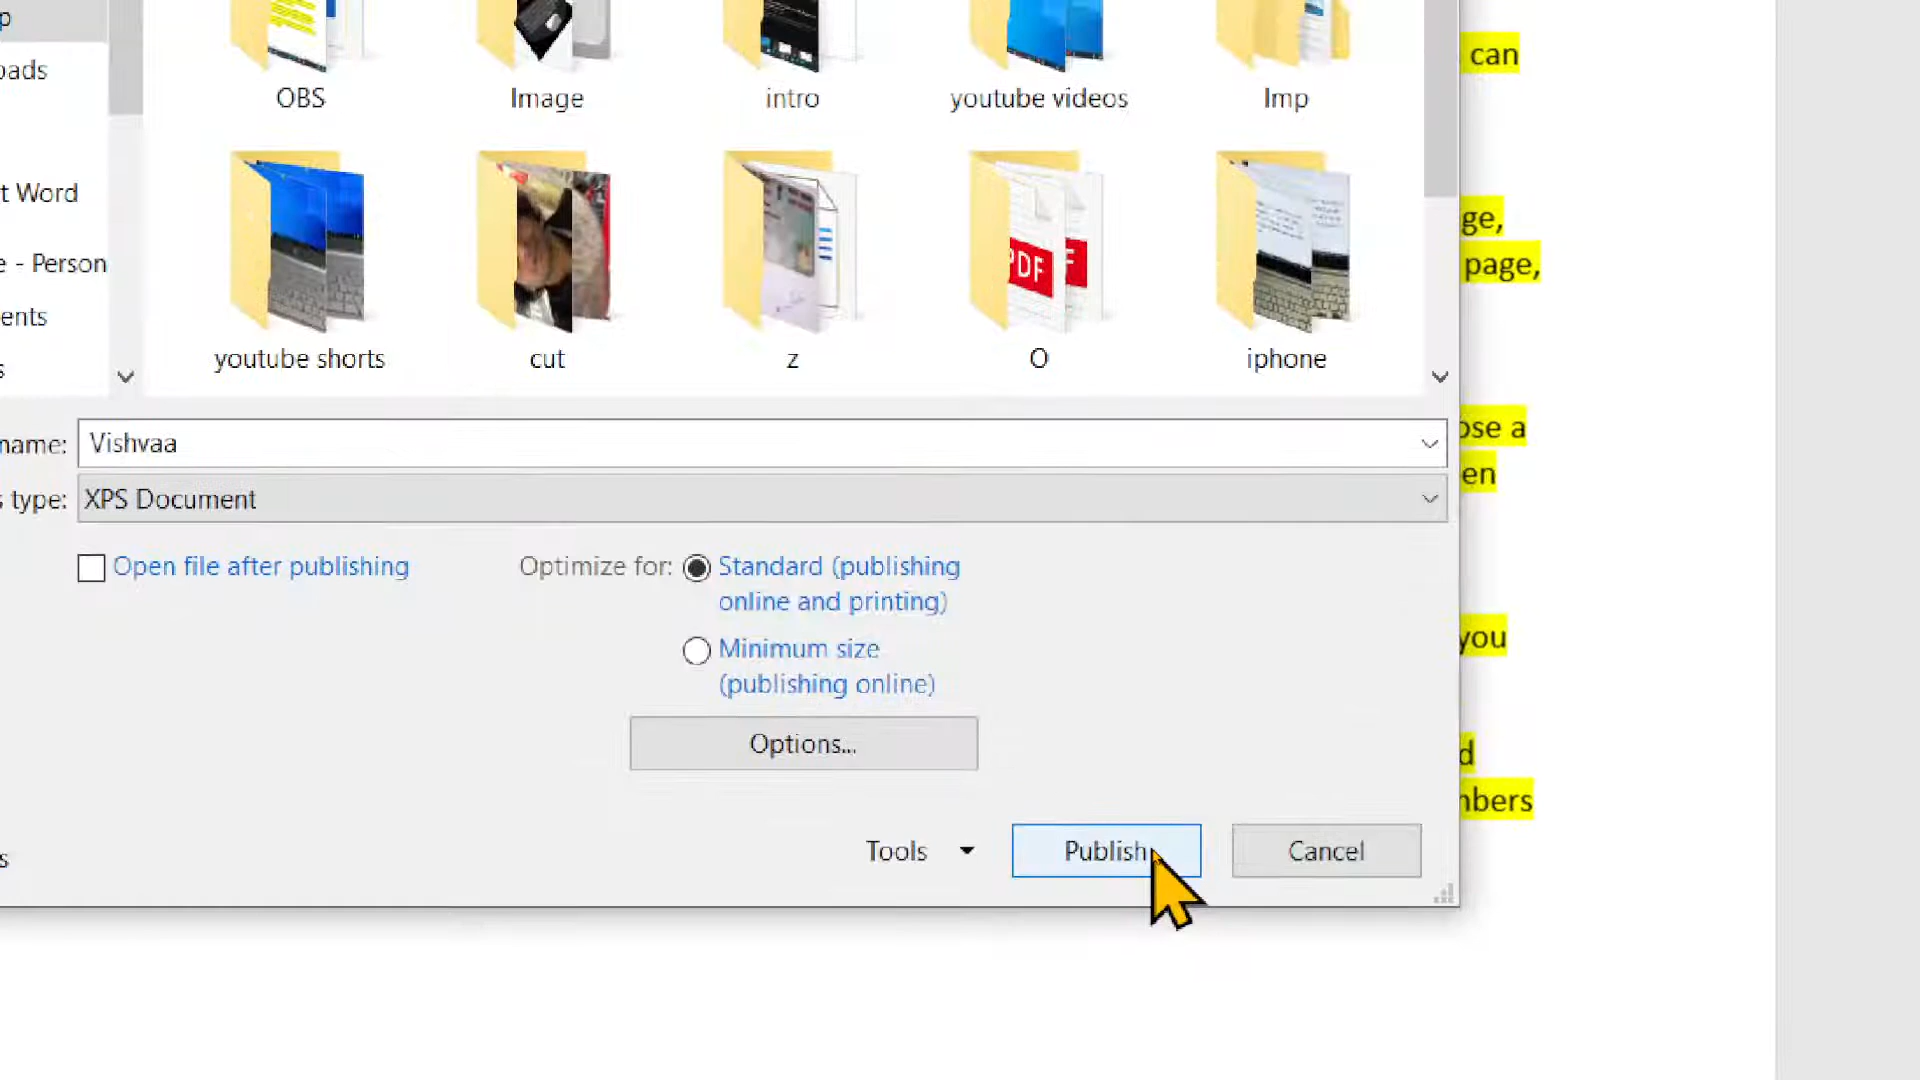 p
can
oads
OBS
Image
intro
youtube videos
Imp
t Word
ge,
e - Person
page,
PDF
F
ents
s
youtube shorts
cut
z
O
iphone
name: Vishvaa
ose a
s type: XPS Document
en
Open file after publishing
Optimize for: Standard (publishing
online and printing)
Minimum size
(publishing online)
you
Options...
d
nbers
s
Tools
Publish
Cancel